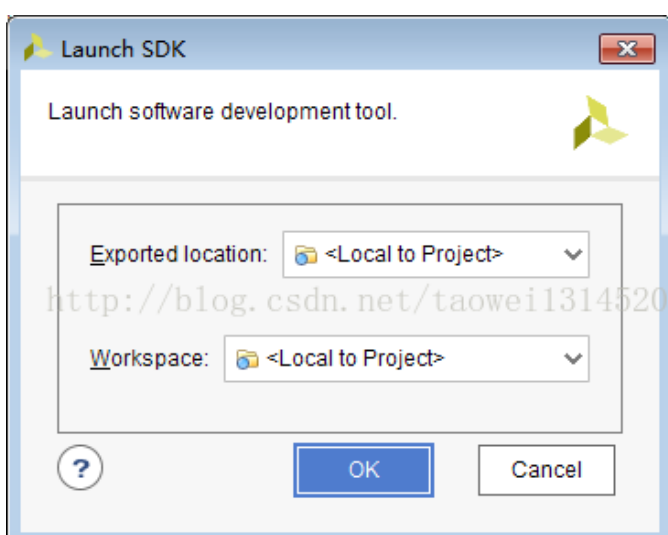 Launch SDK
Launch software development tool.
Exported location: <Local to Project>
http://blog.csdn.net/taowei1314520
Workspace: <Local to Project>
? OK Cancel